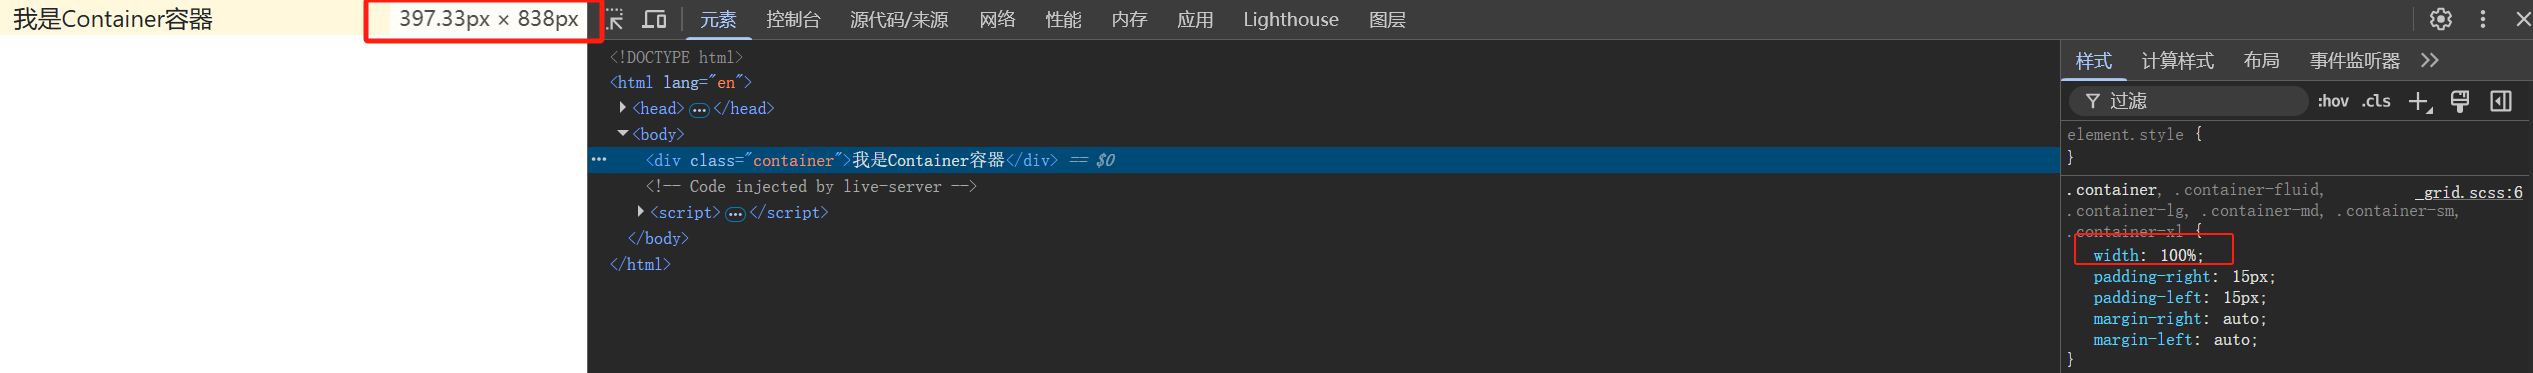 我是Container容器
397.33px × 838px
元素 控制台 源代码/来源 网络 性能 内存 应用 Lighthouse 图层
<!DOCTYPE html>
<html lang="en">
<head> ⋯ </head>
<body>
<div class="container">我是Container容器</div> == $0
<!-- Code injected by live-server -->
<script> ⋯ </script>
</body>
</html>
样式 计算样式 布局 事件监听器
过滤 :hov .cls
element.style {
}
.container, .container-fluid, _grid.scss:6
.container-lg, .container-md, .container-sm,
.container-xl {
width: 100%;
padding-right: 15px;
padding-left: 15px;
margin-right: auto;
margin-left: auto;
}